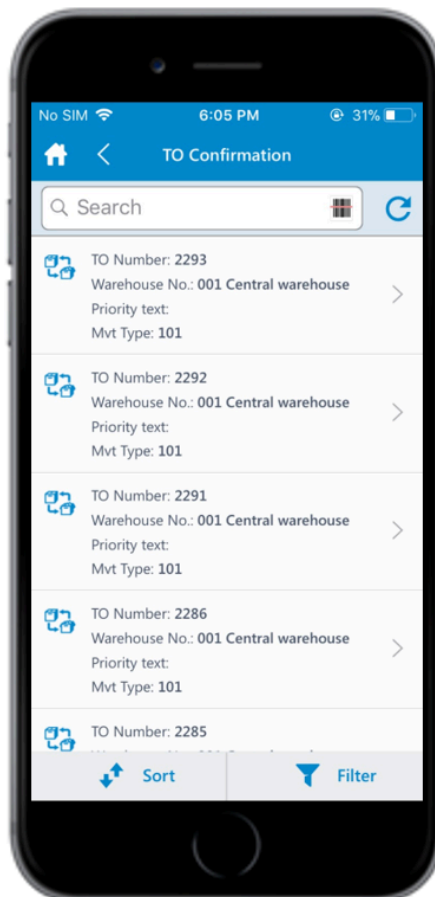 No SIM 6:05 PM 31%
TO Confirmation
Search
TO Number: 2293
Warehouse No.: 001 Central warehouse
Priority text:
Mvt Type: 101
TO Number: 2292
Warehouse No.: 001 Central warehouse
Priority text:
Mvt Type: 101
TO Number: 2291
Warehouse No.: 001 Central warehouse
Priority text:
Mvt Type: 101
TO Number: 2286
Warehouse No.: 001 Central warehouse
Priority text:
Mvt Type: 101
TO Number: 2285
Sort Filter